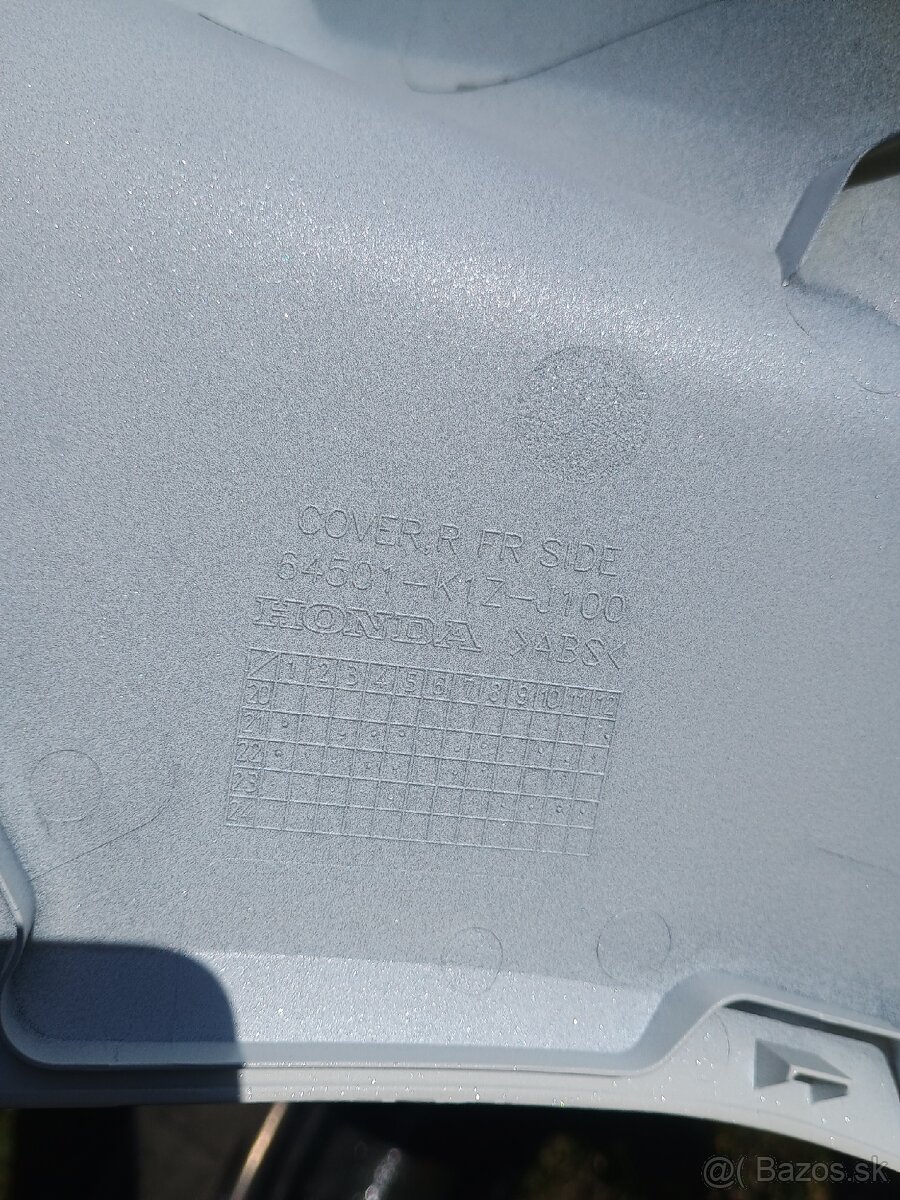 COVER,R FR SIDE
64501-K1Z-J100
HONDA >ABS<
1 2 3 4 5 6 7 8 9 10 11 12
20
21
22
23
24
@( Bazos.sk